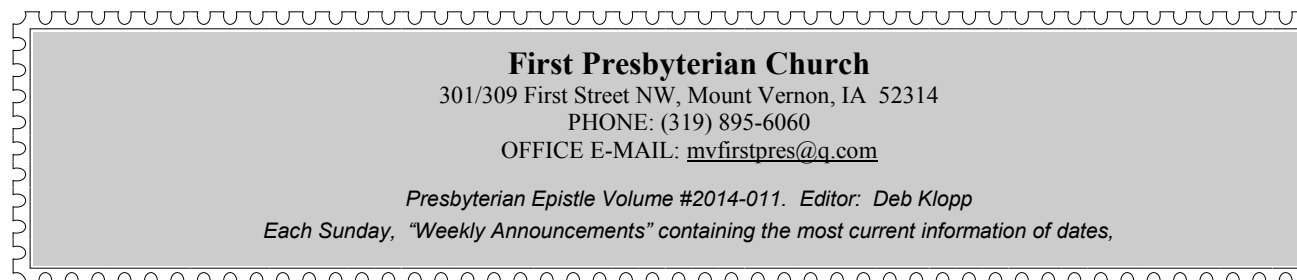 First Presbyterian Church
301/309 First Street NW, Mount Vernon, IA  52314
PHONE: (319) 895-6060
OFFICE E-MAIL: mvfirstpres@q.com
Presbyterian Epistle Volume #2014-011.  Editor:  Deb Klopp
Each Sunday,  “Weekly Announcements” containing the most current information of dates,